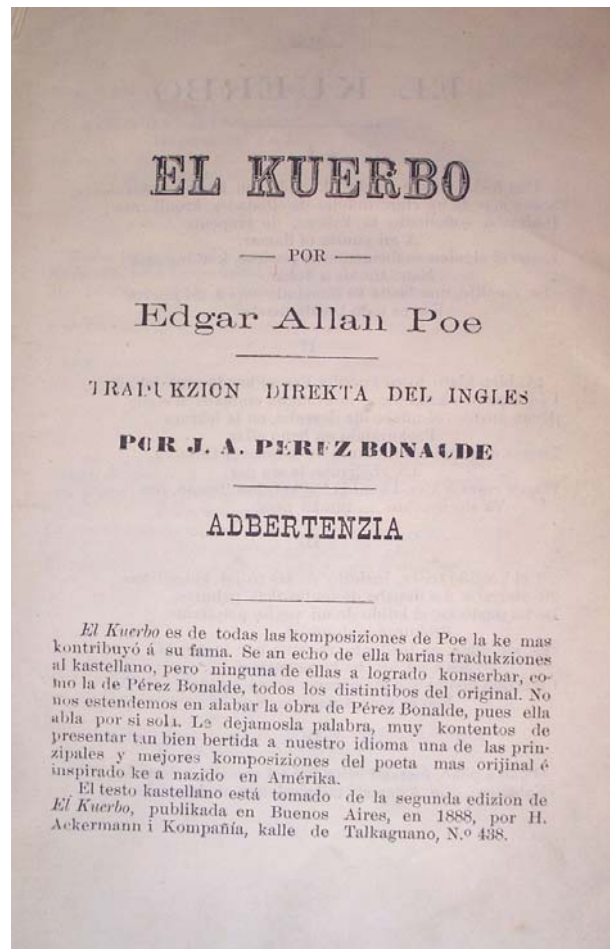 EL KUERBO
POR
Edgar Allan Poe
TRADUKZION DIREKTA DEL INGLES
POR J. A. PEREZ BONALDE
ADBERTENZIA
El Kuerbo es de todas las komposiziones de Poe la ke mas
kontribuyó á su fama. Se an echo de ella barias tradukziones
al kastellano, pero ninguna de ellas a logrado konserbar, co-
mo la de Pérez Bonalde, todos los distintibos del original. No
nos estendemos en alabar la obra de Pérez Bonalde, pues ella
abla por si sola. Le dejamosla palabra, muy kontentos de
presentar tan bien bertida a nuestro idioma una de las prin-
zipales y mejores komposiziones del poeta mas orijinal é
inspirado ke a nazido en Amérika.
El testo kastellano está tomado de la segunda edizion de
El Kuerbo, publikada en Buenos Aires, en 1888, por H.
Ackermann i Kompañía, kalle de Talkaguano, N.º 438.